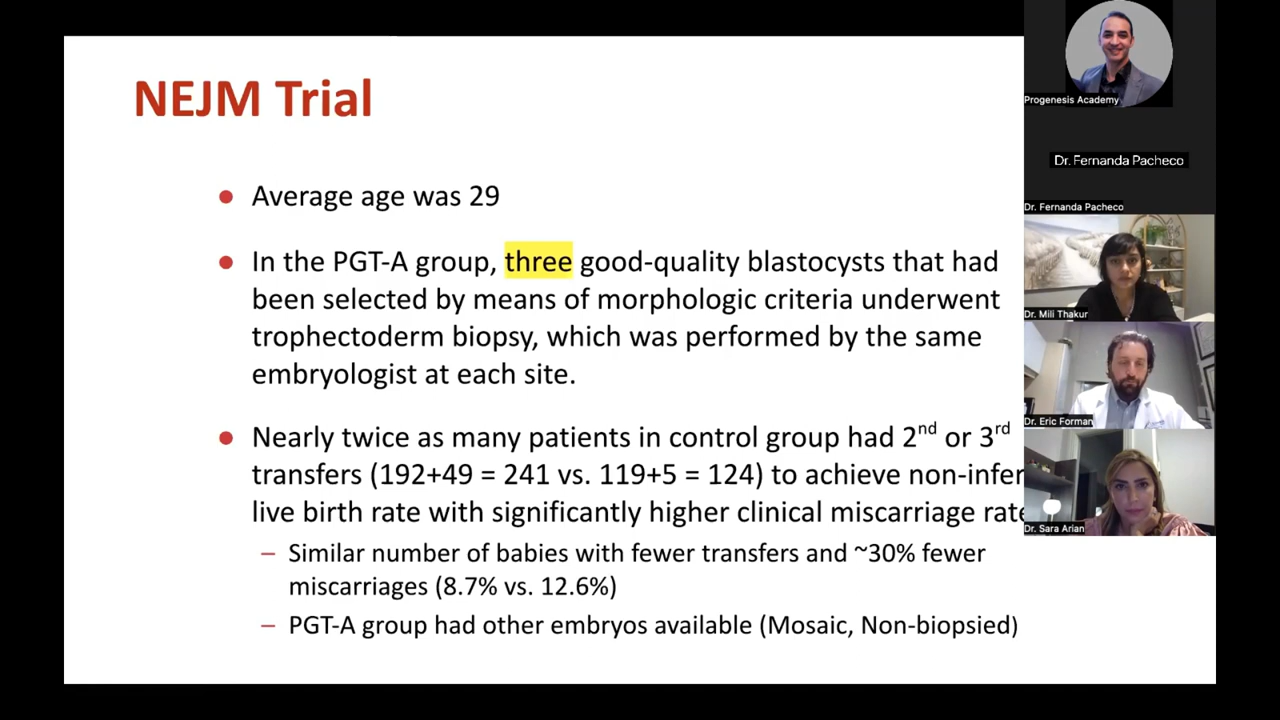 NEJM Trial
Average age was 29
In the PGT-A group, three good-quality blastocysts that had
been selected by means of morphologic criteria underwent
trophectoderm biopsy, which was performed by the same
embryologist at each site.
Nearly twice as many patients in control group had 2nd or 3rd
transfers (192+49 = 241 vs. 119+5 = 124) to achieve non-infer
live birth rate with significantly higher clinical miscarriage rate
– Similar number of babies with fewer transfers and ~30% fewer
miscarriages (8.7% vs. 12.6%)
– PGT-A group had other embryos available (Mosaic, Non-biopsied)
Progenesis Academy
Dr. Fernanda Pacheco
Dr. Fernanda Pacheco
Dr. Mili Thakur
Dr. Eric Forman
Dr. Sara Arian